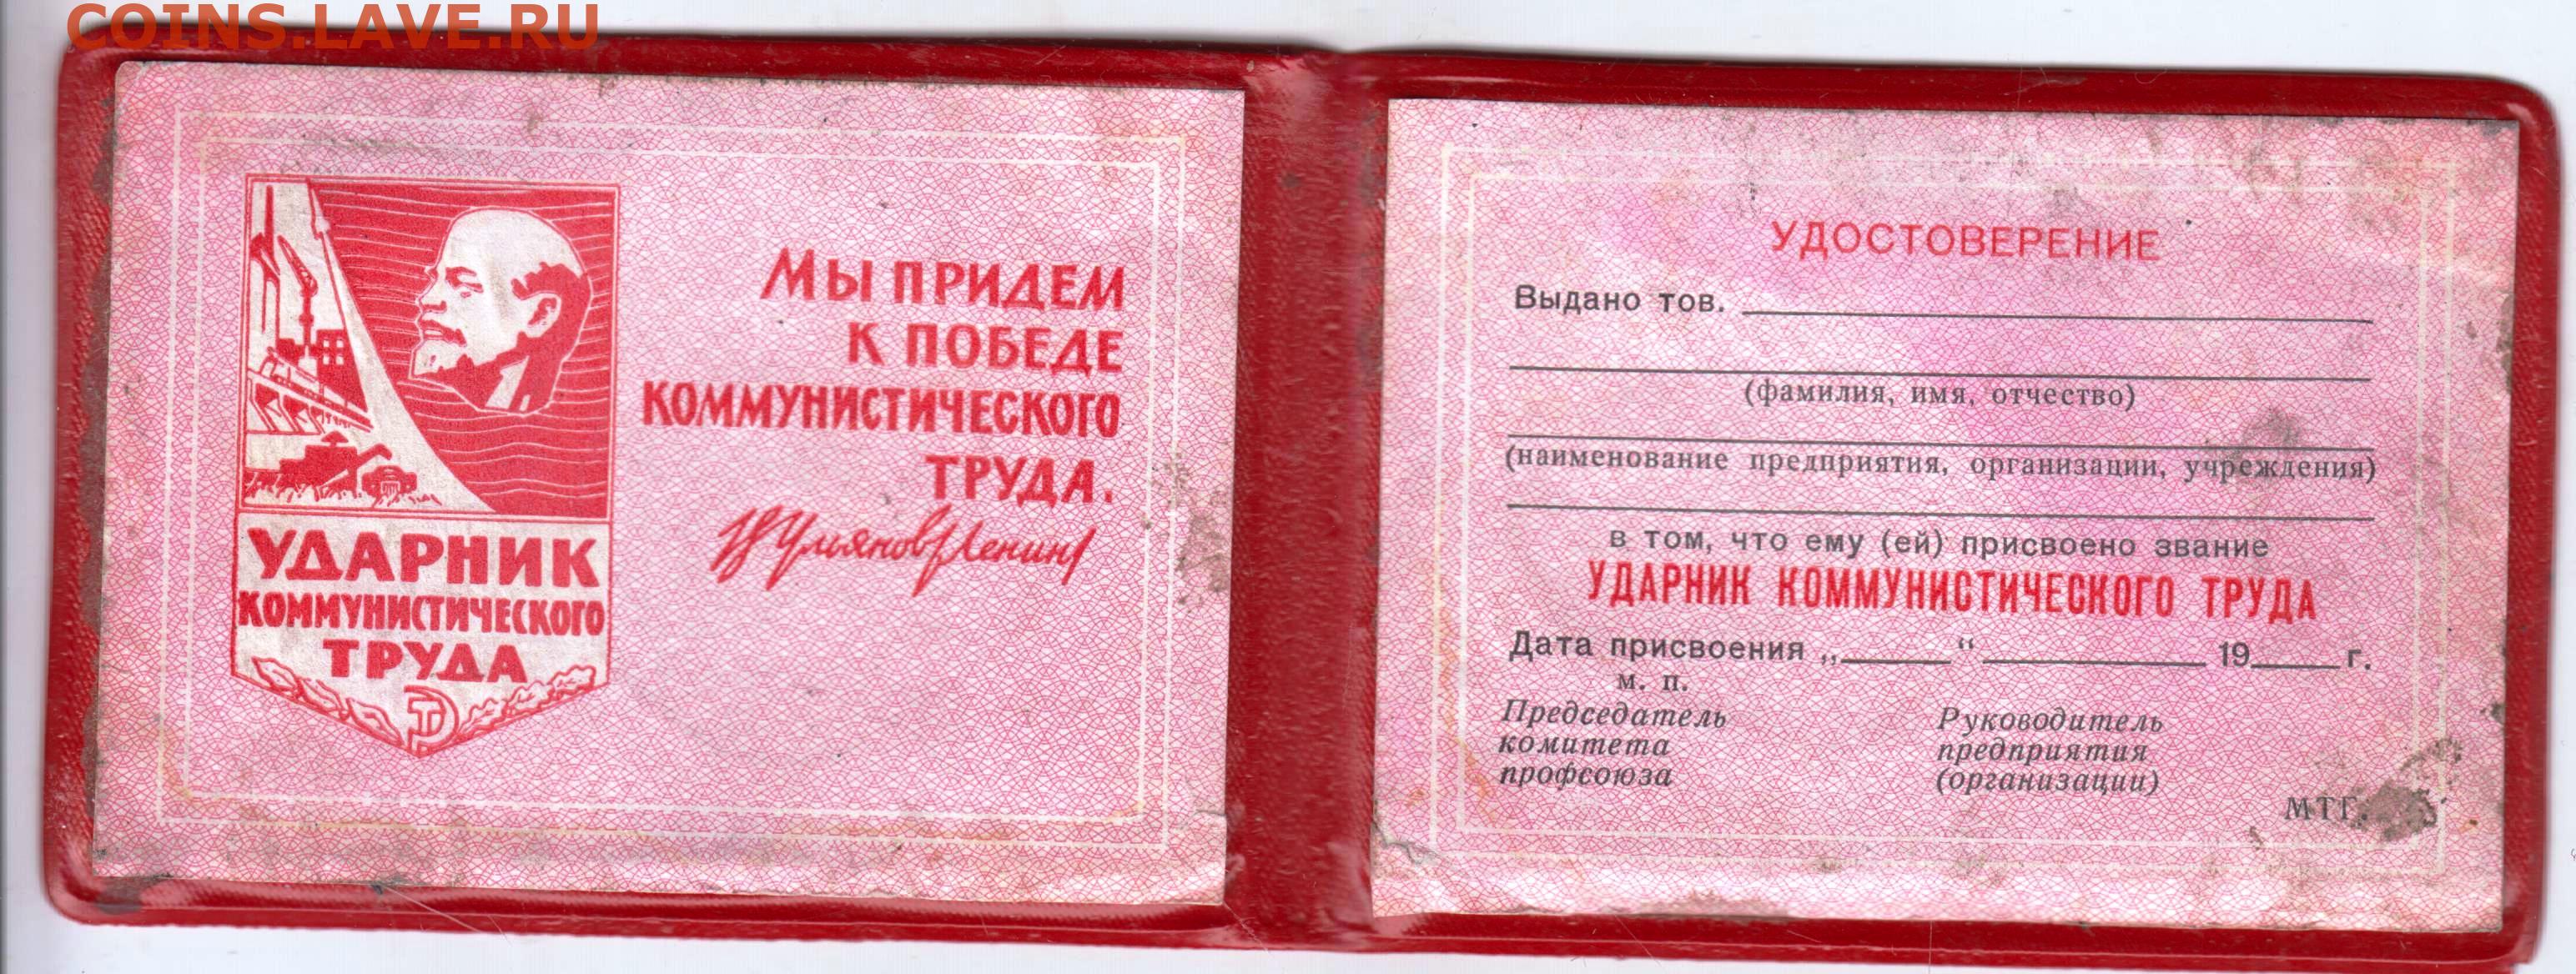 COINS.LAVE.RU
УДАРНИК
КОММУНИСТИЧЕСКОГО
ТРУДА
МЫ ПРИДЕМ
К ПОБЕДЕ
КОММУНИСТИЧЕСКОГО
ТРУДА.
В Ульянов (Ленин)
УДОСТОВЕРЕНИЕ
Выдано тов.
(фамилия, имя, отчество)
(наименование предприятия, организации, учреждения)
в том, что ему (ей) присвоено звание
УДАРНИК КОММУНИСТИЧЕСКОГО ТРУДА
Дата присвоения „ “ 19 г.
м. п.
Председатель
комитета
профсоюза
Руководитель
предприятия
(организации)
МТГ.